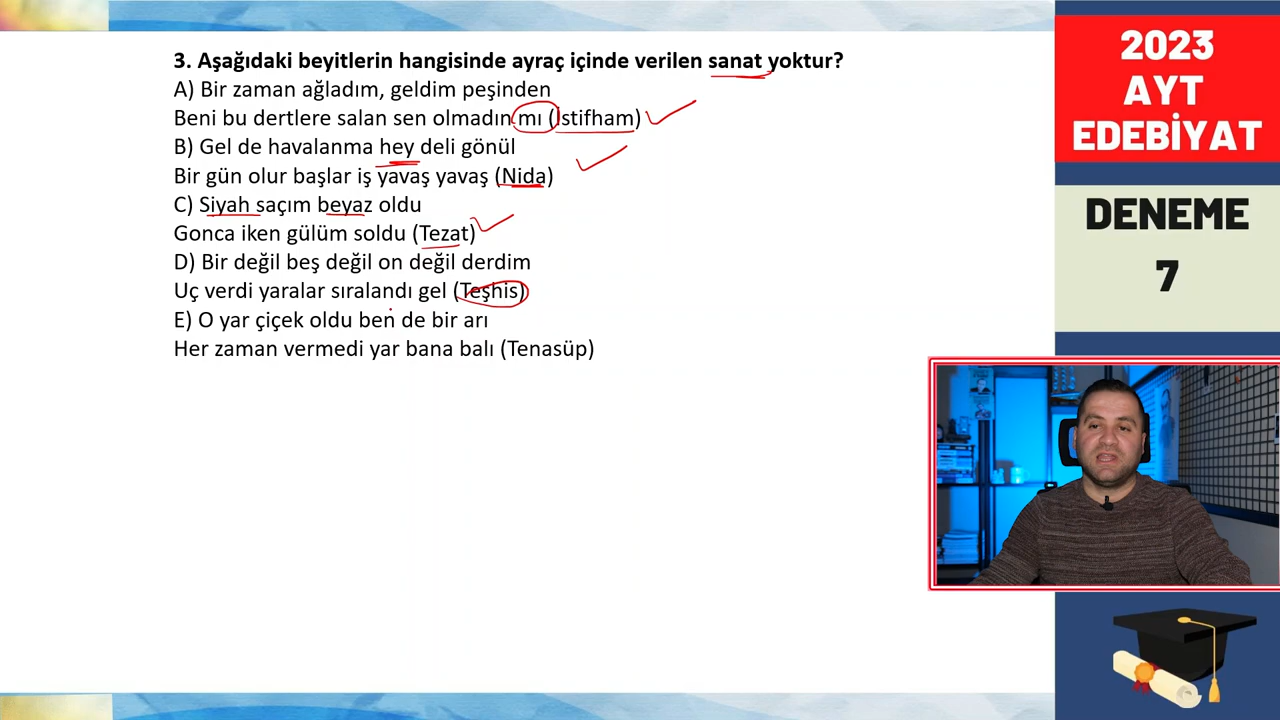 3. Aşağıdaki beyitlerin hangisinde ayraç içinde verilen sanat yoktur?
A) Bir zaman ağladım, geldim peşinden
Beni bu dertlere salan sen olmadın mı (İstifham)
B) Gel de havalanma hey deli gönül
Bir gün olur başlar iş yavaş yavaş (Nida)
C) Siyah saçım beyaz oldu
Gonca iken gülüm soldu (Tezat)
D) Bir değil beş değil on değil derdim
Uç verdi yaralar sıralandı gel (Teşhis)
E) O yar çiçek oldu ben de bir arı
Her zaman vermedi yar bana balı (Tenasüp)
2023
AYT
EDEBİYAT
DENEME
7